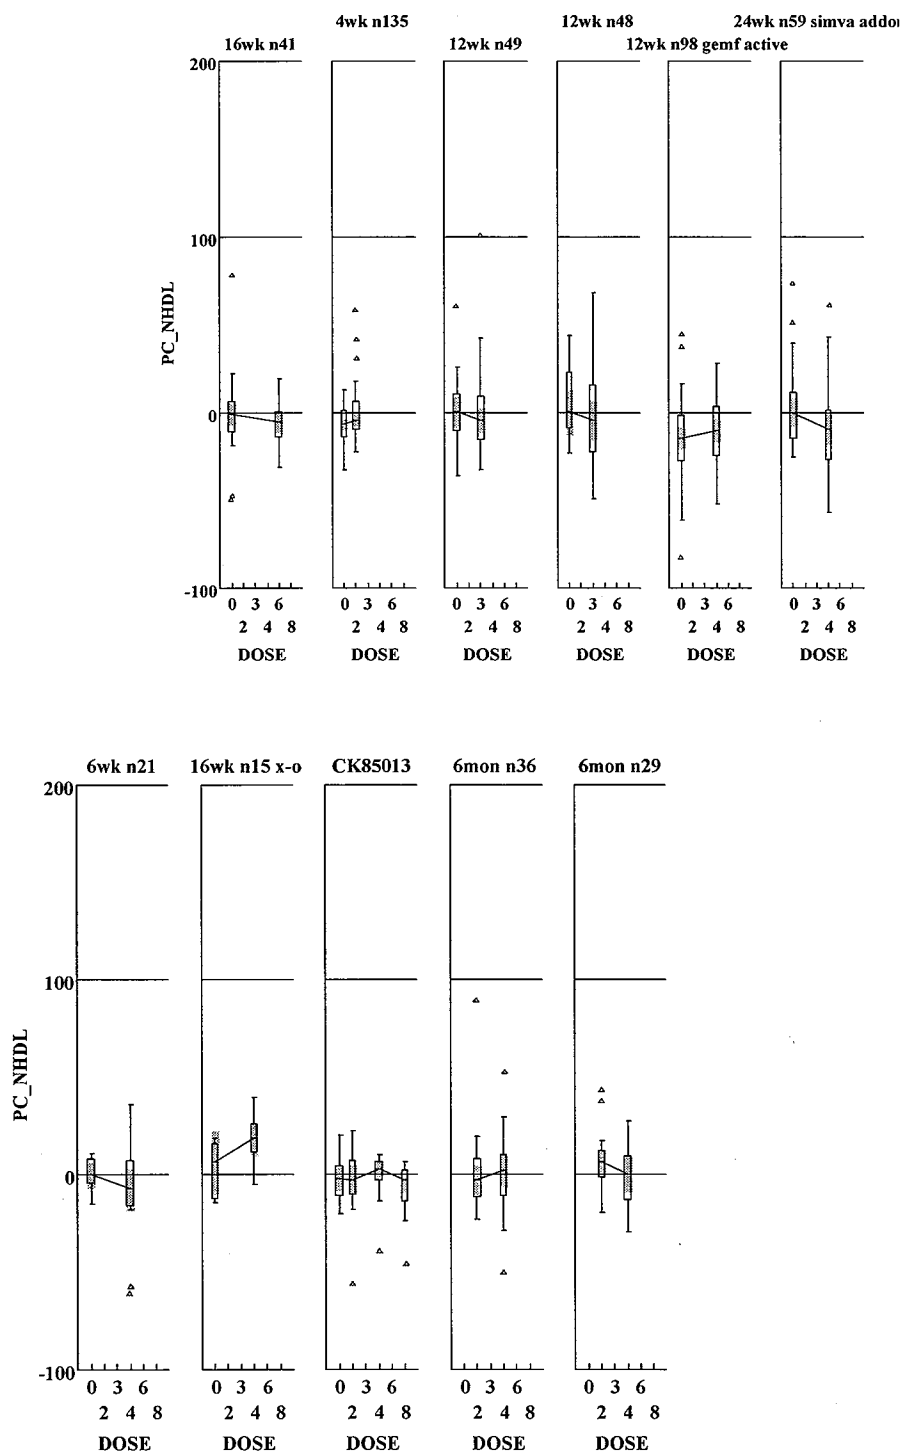 4wk n135 12wk n48 24wk n59 simva addo
16wk n41 12wk n49 12wk n98 gemf active
200
100
0
-100
PC_NHDL
0 3 6 0 3 6 0 3 6 0 3 6 0 3 6 0 3 6
2 4 8 2 4 8 2 4 8 2 4 8 2 4 8 2 4 8
DOSE DOSE DOSE DOSE DOSE DOSE
6wk n21 16wk n15 x-o CK85013 6mon n36 6mon n29
200
100
0
-100
PC_NHDL
0 3 6 0 3 6 0 3 6 0 3 6 0 3 6
2 4 8 2 4 8 2 4 8 2 4 8 2 4 8
DOSE DOSE DOSE DOSE DOSE